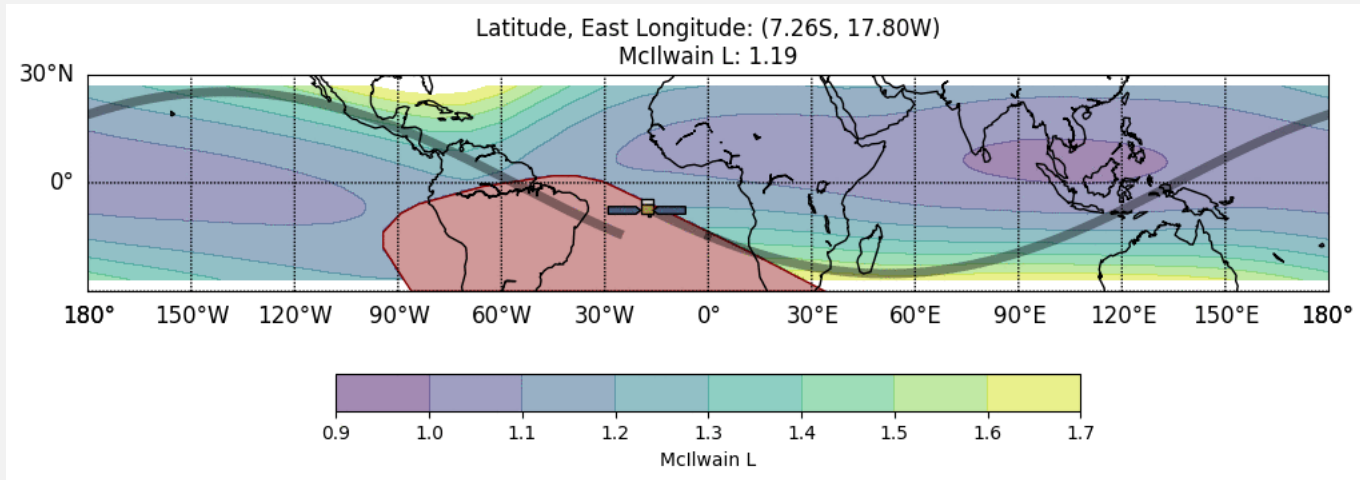 Latitude, East Longitude: (7.26S, 17.80W)
McIlwain L: 1.19
30°N
0°
180° 150°W 120°W 90°W 60°W 30°W 0° 30°E 60°E 90°E 120°E 150°E 180°
0.9 1.0 1.1 1.2 1.3 1.4 1.5 1.6 1.7
McIlwain L